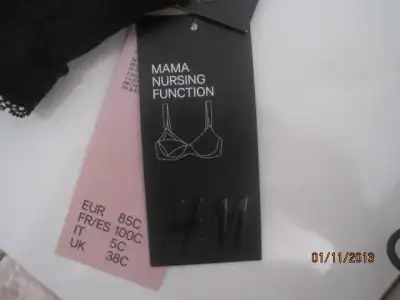 MAMA
NURSING
FUNCTION
EUR 85C
FR/ES 100C
IT 5C
UK 38C
01/11/2013